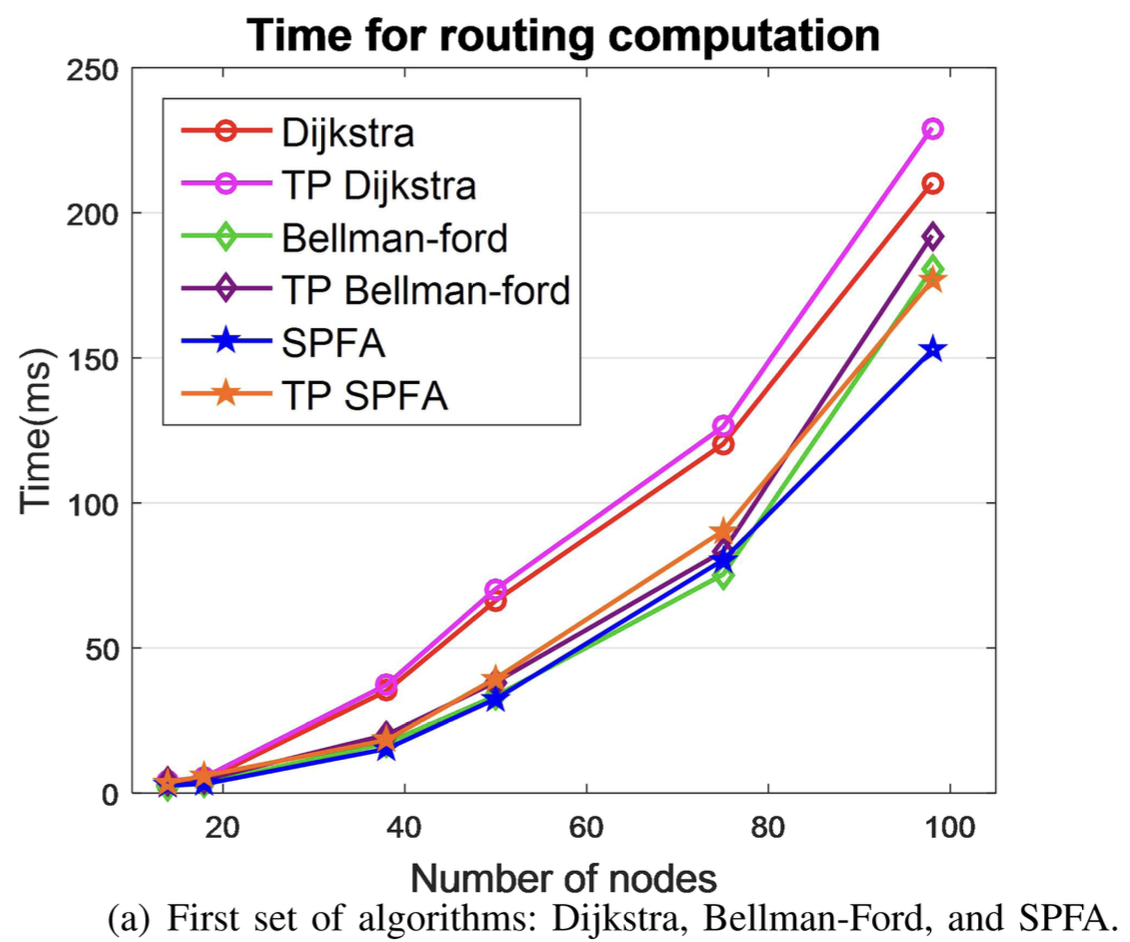 Time for routing computation
250
200
150
100
50
0
Time(ms)
Dijkstra
TP Dijkstra
Bellman-ford
TP Bellman-ford
SPFA
TP SPFA
20 40 60 80 100
Number of nodes
(a) First set of algorithms: Dijkstra, Bellman-Ford, and SPFA.